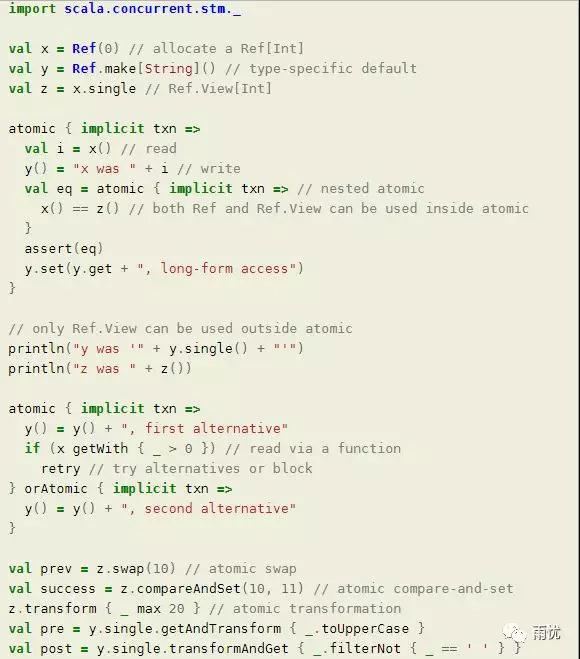 import scala.concurrent.stm._

val x = Ref(0) // allocate a Ref[Int]
val y = Ref.make[String]() // type-specific default
val z = x.single // Ref.View[Int]

atomic { implicit txn =>
  val i = x() // read
  y() = "x was " + i // write
  val eq = atomic { implicit txn => // nested atomic
    x() == z() // both Ref and Ref.View can be used inside atomic
  }
  assert(eq)
  y.set(y.get + ", long-form access")
}

// only Ref.View can be used outside atomic
println("y was '" + y.single() + "'")
println("z was " + z())

atomic { implicit txn =>
  y() = y() + ", first alternative"
  if (x getWith { _ > 0 }) // read via a function
    retry // try alternatives or block
} orAtomic { implicit txn =>
  y() = y() + ", second alternative"
}

val prev = z.swap(10) // atomic swap
val success = z.compareAndSet(10, 11) // atomic compare-and-set
z.transform { _ max 20 } // atomic transformation
val pre = y.single.getAndTransform { _.toUpperCase }
val post = y.single.transformAndGet { _.filterNot { _ == ' ' } }
雨忧